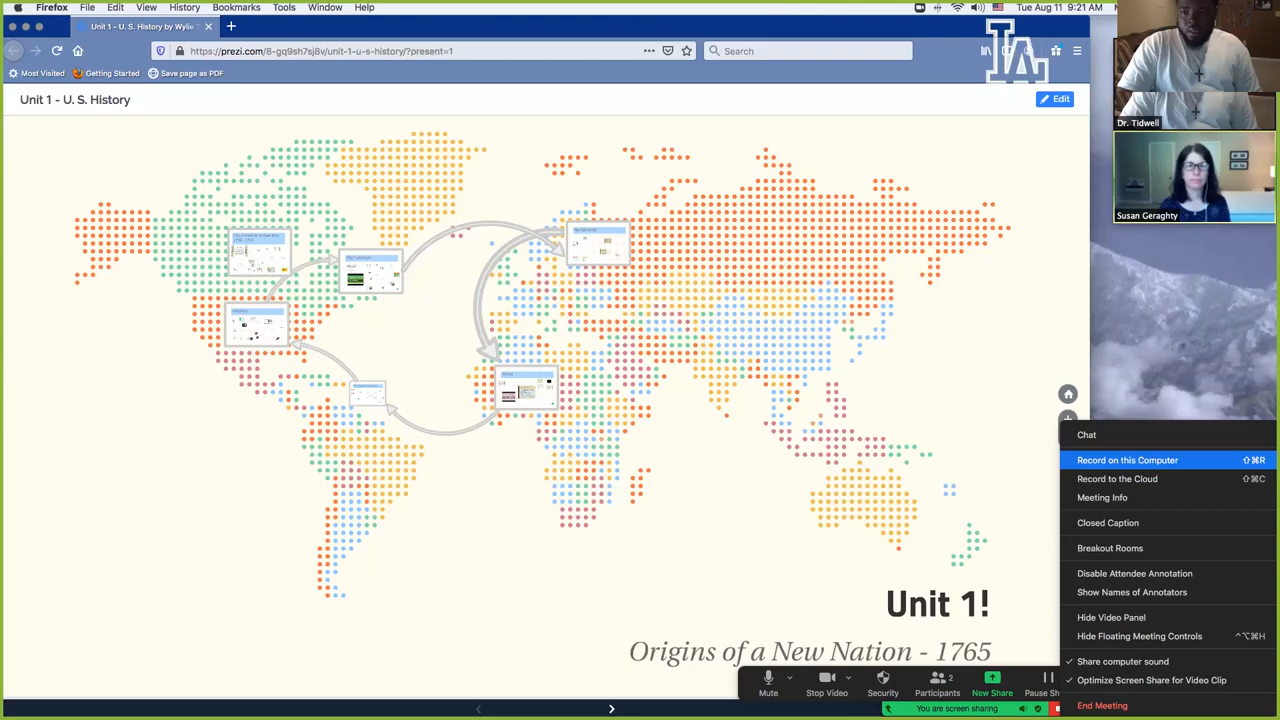 Firefox File Edit View History Bookmarks Tools Window Help
Tue Aug 11 9:21 AM
Unit 1 - U. S. History by Wylie T
https://prezi.com/8-gq9sh7sj8v/unit-1-u-s-history/?present=1
Search
Most Visited Getting Started Save page as PDF
LA
Unit 1 - U. S. History
Edit
Dr. Tidwell
Susan Geraghty
Unit 1!
Origins of a New Nation - 1765
Chat
Record on this Computer ⇧⌘R
Record to the Cloud ⇧⌘C
Meeting Info
Closed Caption
Breakout Rooms
Disable Attendee Annotation
Show Names of Annotators
Hide Video Panel
Hide Floating Meeting Controls ^⌥⌘H
✓ Share computer sound
✓ Optimize Screen Share for Video Clip
End Meeting
2
Mute Stop Video Security Participants New Share Pause Sh
You are screen sharing